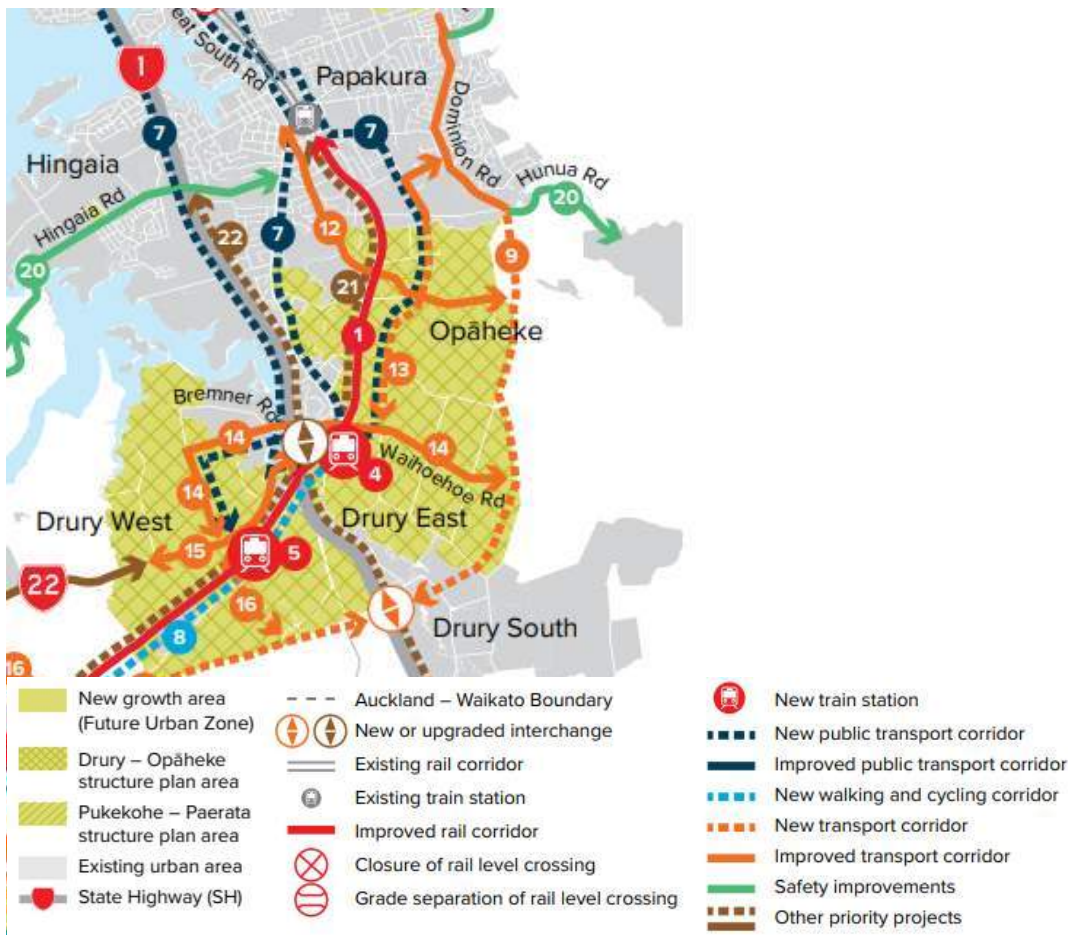 eat South Rd
1
Papakura
Dominion Rd
7
7
Hingaia
Hunua Rd
20
Hingaia Rd
12
22
7
9
20
21
Opāheke
1
13
Bremner Rd
14
14
4
Waihoehoe Rd
14
Drury West
Drury East
15
5
22
16
Drury South
8
16
New growth area
(Future Urban Zone)
Drury – Opāheke
structure plan area
Pukekohe – Paerata
structure plan area
Existing urban area
State Highway (SH)
Auckland – Waikato Boundary
New or upgraded interchange
Existing rail corridor
Existing train station
Improved rail corridor
Closure of rail level crossing
Grade separation of rail level crossing
New train station
New public transport corridor
Improved public transport corridor
New walking and cycling corridor
New transport corridor
Improved transport corridor
Safety improvements
Other priority projects